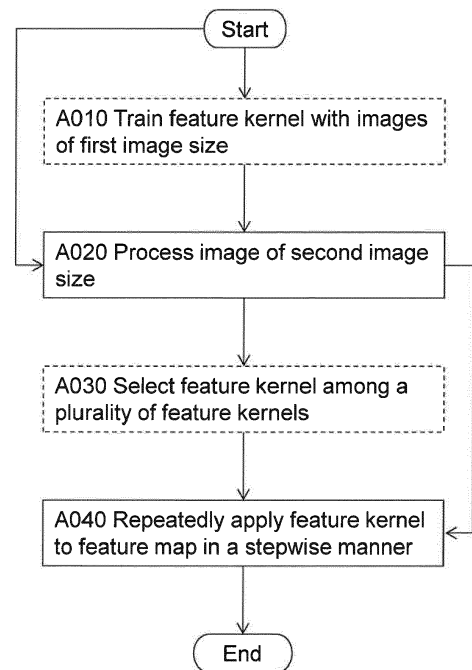 Start
A010 Train feature kernel with images
of first image size
A020 Process image of second image
size
A030 Select feature kernel among a
plurality of feature kernels
A040 Repeatedly apply feature kernel
to feature map in a stepwise manner
End